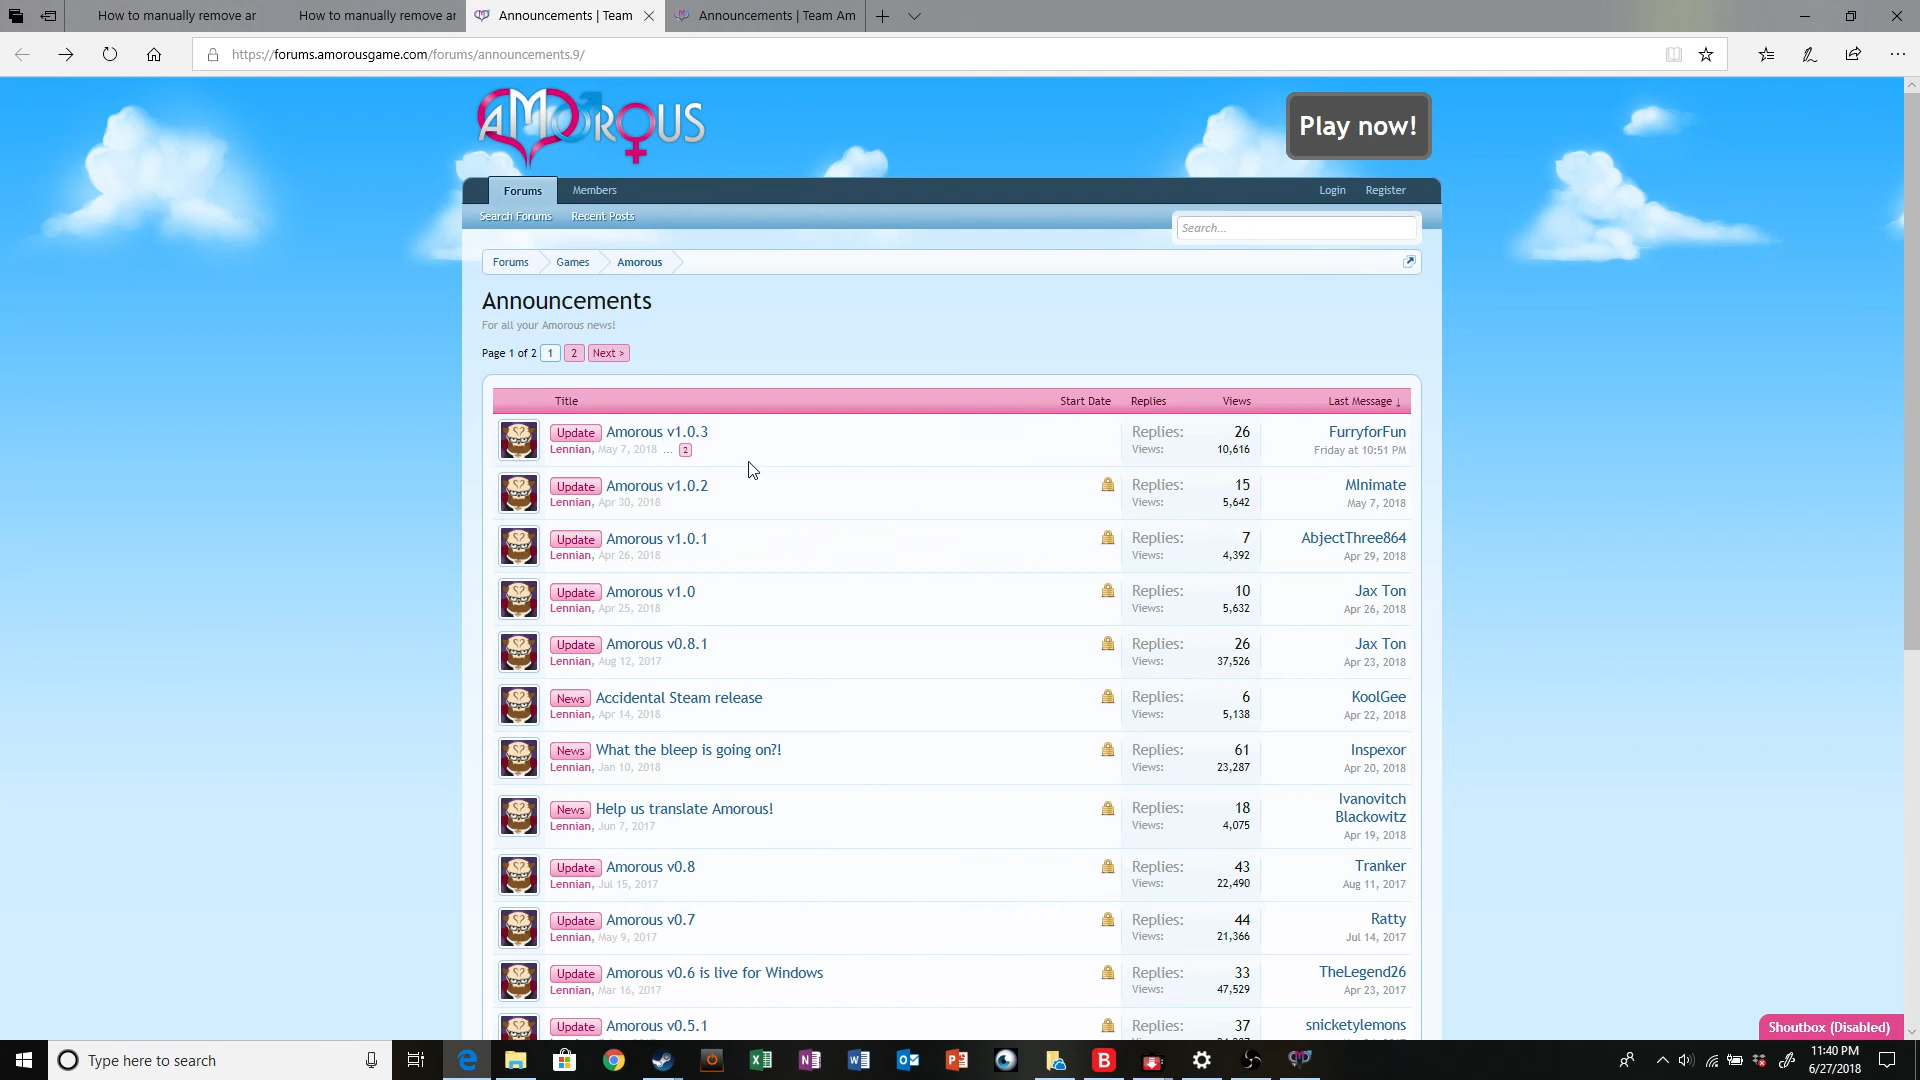 How to manually remove ar
How to manually remove ar
Announcements | Team
Announcements | Team Am
https://forums.amorousgame.com/forums/announcements.9/
AMOROUS
Play now!
Forums
Members
Login
Register
Search Forums
Recent Posts
Search...
Forums
Games
Amorous
Announcements
For all your Amorous news!
Page 1 of 2
1
2
Next >
Title
Start Date
Replies
Views
Last Message ↓
Update Amorous v1.0.3
Lennian, May 7, 2018 ... 2
Replies: 26
Views: 10,616
FurryforFun
Friday at 10:51 PM
Update Amorous v1.0.2
Lennian, Apr 30, 2018
Replies: 15
Views: 5,642
MInimate
May 7, 2018
Update Amorous v1.0.1
Lennian, Apr 26, 2018
Replies: 7
Views: 4,392
AbjectThree864
Apr 29, 2018
Update Amorous v1.0
Lennian, Apr 25, 2018
Replies: 10
Views: 5,632
Jax Ton
Apr 26, 2018
Update Amorous v0.8.1
Lennian, Aug 12, 2017
Replies: 26
Views: 37,526
Jax Ton
Apr 23, 2018
News Accidental Steam release
Lennian, Apr 14, 2018
Replies: 6
Views: 5,138
KoolGee
Apr 22, 2018
News What the bleep is going on?!
Lennian, Jan 10, 2018
Replies: 61
Views: 23,287
Inspexor
Apr 20, 2018
News Help us translate Amorous!
Lennian, Jun 7, 2017
Replies: 18
Views: 4,075
Ivanovitch
Blackowitz
Apr 19, 2018
Update Amorous v0.8
Lennian, Jul 15, 2017
Replies: 43
Views: 22,490
Tranker
Aug 11, 2017
Update Amorous v0.7
Lennian, May 9, 2017
Replies: 44
Views: 21,366
Ratty
Jul 14, 2017
Update Amorous v0.6 is live for Windows
Lennian, Mar 16, 2017
Replies: 33
Views: 47,529
TheLegend26
Apr 23, 2017
Update Amorous v0.5.1
Replies: 37
snicketylemons
Shoutbox (Disabled)
Type here to search
11:40 PM
6/27/2018